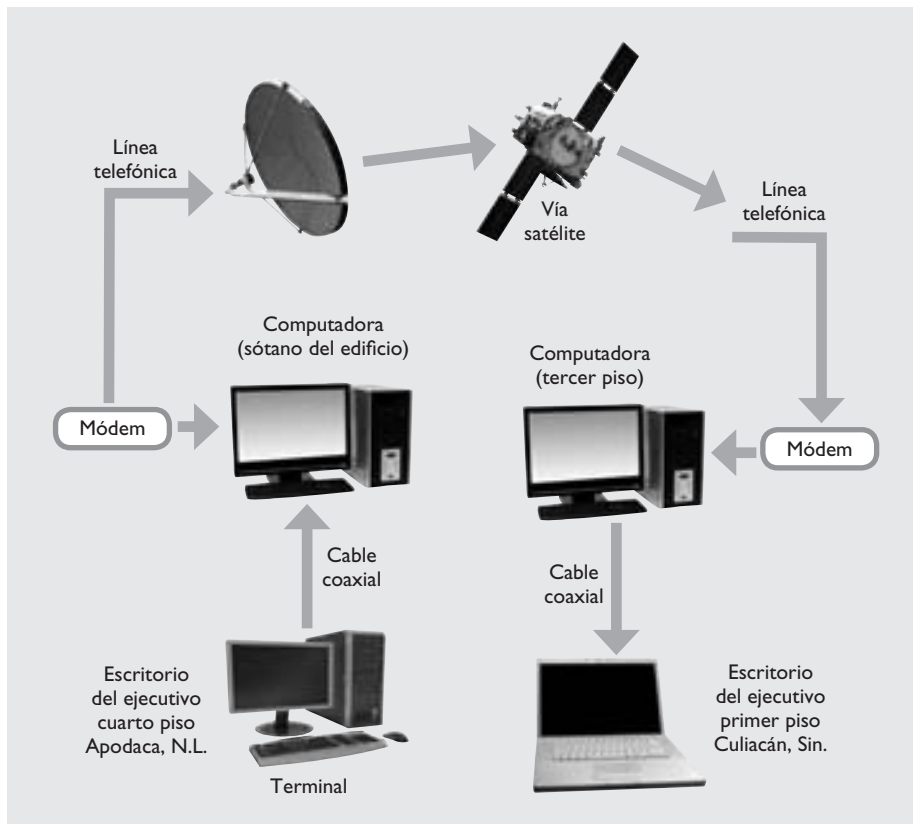 Línea
telefónica
Vía
satélite
Línea
telefónica
Computadora
(sótano del edificio)
Computadora
(tercer piso)
Módem
Módem
Cable
coaxial
Cable
coaxial
Escritorio
del ejecutivo
cuarto piso
Apodaca, N.L.
Terminal
Escritorio
del ejecutivo
primer piso
Culiacán, Sin.